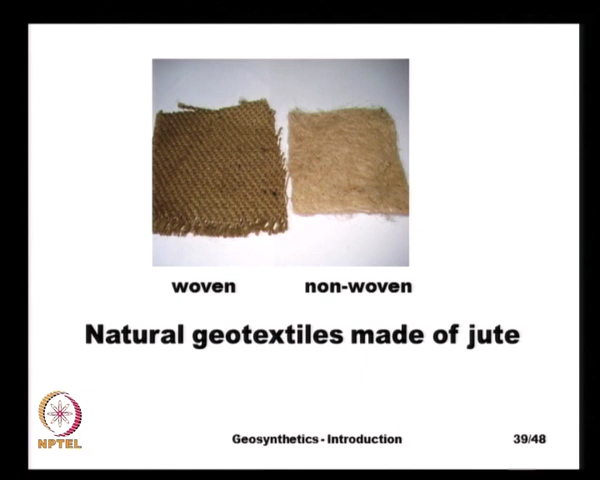 woven non-woven
Natural geotextiles made of jute
NPTEL
Geosynthetics - Introduction 39/48